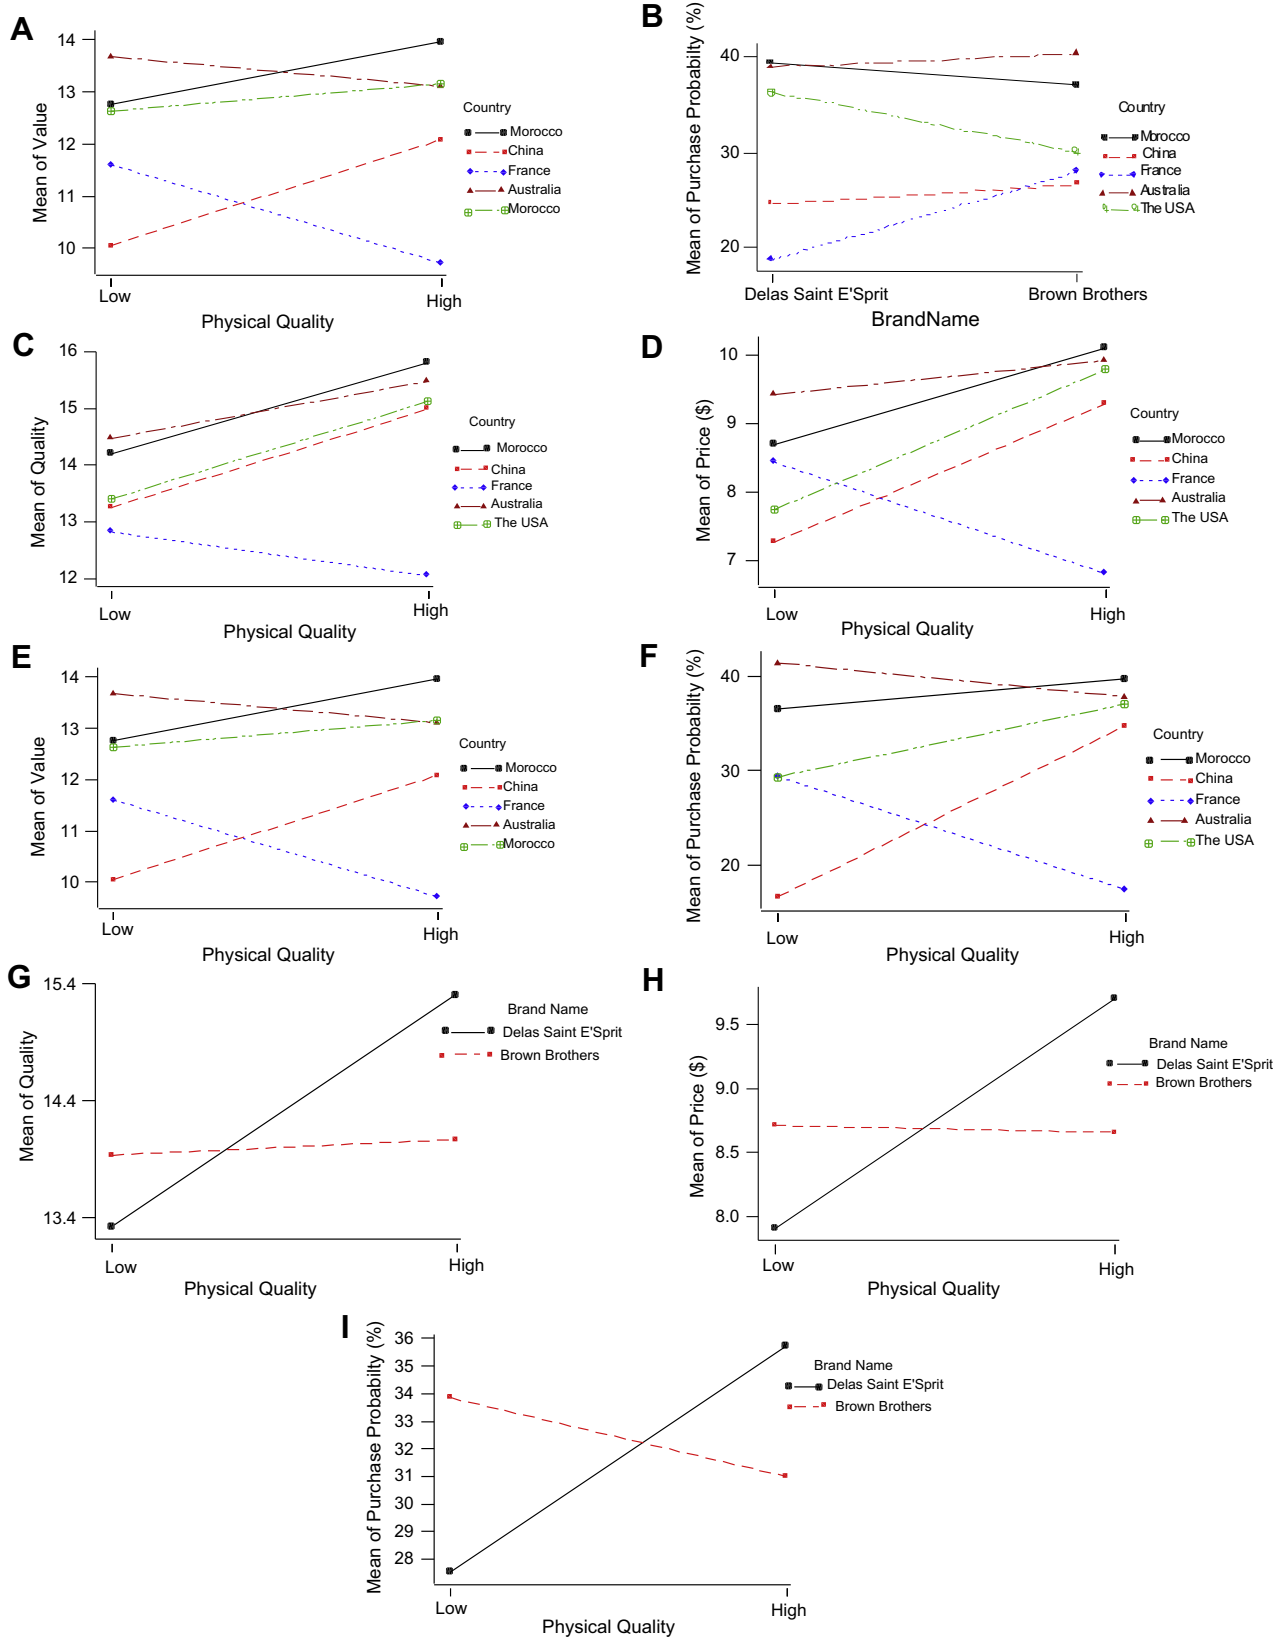 A
Mean of Value
14
13
12
11
10
Low
High
Physical Quality
Country
Morocco
China
France
Australia
Morocco
B
Mean of Purchase Probabilty (%)
40
30
20
Delas Saint E'Sprit
Brown Brothers
BrandName
Country
Morocco
China
France
Australia
The USA
C
Mean of Quality
16
15
14
13
12
Low
High
Physical Quality
Country
Morocco
China
France
Australia
The USA
D
Mean of Price ($)
10
9
8
7
Low
High
Physical Quality
Country
Morocco
China
France
Australia
The USA
E
Mean of Value
14
13
12
11
10
Low
High
Physical Quality
Country
Morocco
China
France
Australia
Morocco
F
Mean of Purchase Probabilty (%)
40
30
20
Low
High
Physical Quality
Country
Morocco
China
France
Australia
The USA
G
Mean of Quality
15.4
14.4
13.4
Low
High
Physical Quality
Brand Name
Delas Saint E'Sprit
Brown Brothers
H
Mean of Price ($)
9.5
9.0
8.5
8.0
Low
High
Physical Quality
Brand Name
Delas Saint E'Sprit
Brown Brothers
I
Mean of Purchase Probabilty (%)
36
35
34
33
32
31
30
29
28
Low
High
Physical Quality
Brand Name
Delas Saint E'Sprit
Brown Brothers